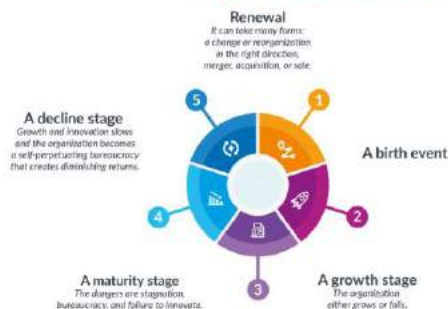 Renewal
It can take many forms:
a change or reorganization
in the right direction,
merger, acquisition, or sale.
5
1
A decline stage
Growth and innovation slows
and the organization becomes
a self-perpetuating bureaucracy
that creates diminishing returns.
A birth event
4
2
3
A maturity stage
The dangers are stagnation,
bureaucracy, and failure to innovate.
A growth stage
The organization
either grows or fails.